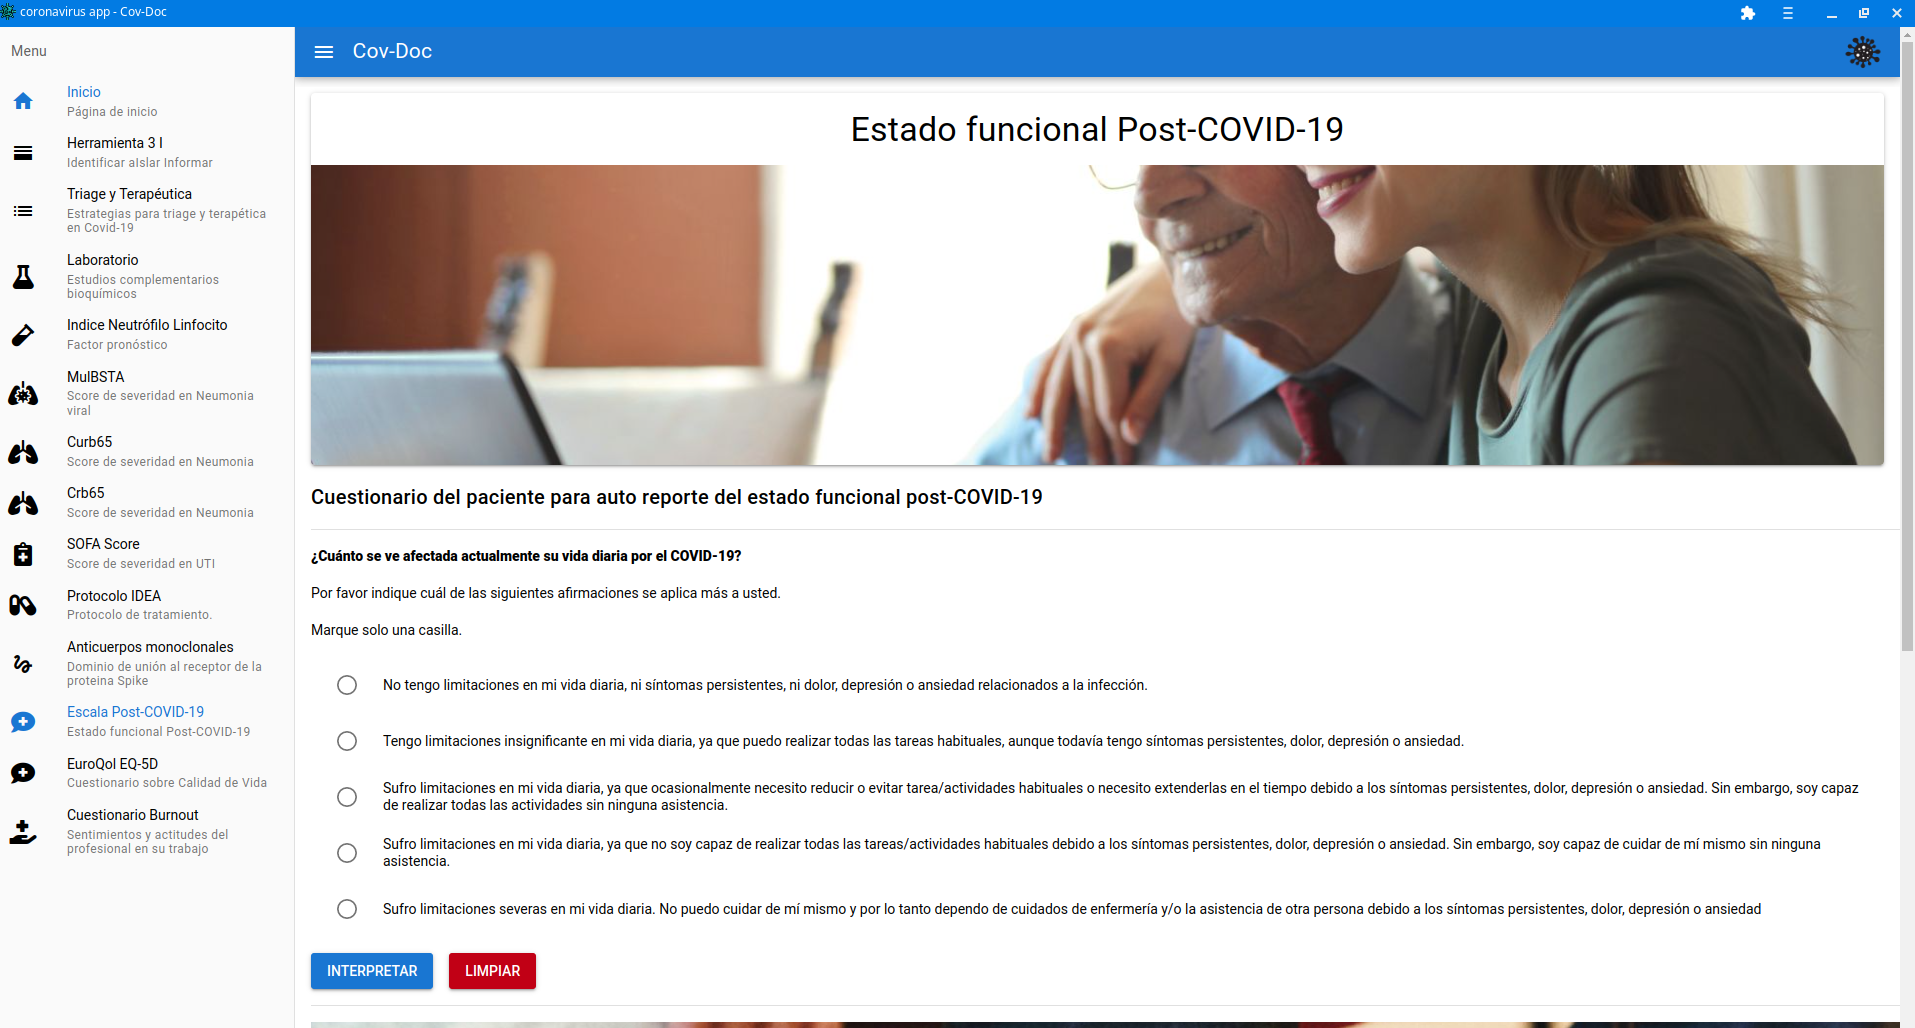 coronavirus app - Cov-Doc
Menu
Inicio
Página de inicio
Herramienta 3 I
Identificar aIslar Informar
Triage y Terapéutica
Estrategias para triage y terapética
en Covid-19
Laboratorio
Estudios complementarios
bioquímicos
Indice Neutrófilo Linfocito
Factor pronóstico
MulBSTA
Score de severidad en Neumonia
viral
Curb65
Score de severidad en Neumonia
Crb65
Score de severidad en Neumonia
SOFA Score
Score de severidad en UTI
Protocolo IDEA
Protocolo de tratamiento.
Anticuerpos monoclonales
Dominio de unión al receptor de la
proteina Spike
Escala Post-COVID-19
Estado funcional Post-COVID-19
EuroQol EQ-5D
Cuestionario sobre Calidad de Vida
Cuestionario Burnout
Sentimientos y actitudes del
profesional en su trabajo
Cov-Doc
Estado funcional Post-COVID-19
Cuestionario del paciente para auto reporte del estado funcional post-COVID-19
¿Cuánto se ve afectada actualmente su vida diaria por el COVID-19?
Por favor indique cuál de las siguientes afirmaciones se aplica más a usted.
Marque solo una casilla.
No tengo limitaciones en mi vida diaria, ni síntomas persistentes, ni dolor, depresión o ansiedad relacionados a la infección.
Tengo limitaciones insignificante en mi vida diaria, ya que puedo realizar todas las tareas habituales, aunque todavía tengo síntomas persistentes, dolor, depresión o ansiedad.
Sufro limitaciones en mi vida diaria, ya que ocasionalmente necesito reducir o evitar tarea/actividades habituales o necesito extenderlas en el tiempo debido a los síntomas persistentes, dolor, depresión o ansiedad. Sin embargo, soy capaz
de realizar todas las actividades sin ninguna asistencia.
Sufro limitaciones en mi vida diaria, ya que no soy capaz de realizar todas las tareas/actividades habituales debido a los síntomas persistentes, dolor, depresión o ansiedad. Sin embargo, soy capaz de cuidar de mí mismo sin ninguna
asistencia.
Sufro limitaciones severas en mi vida diaria. No puedo cuidar de mí mismo y por lo tanto dependo de cuidados de enfermería y/o la asistencia de otra persona debido a los síntomas persistentes, dolor, depresión o ansiedad
INTERPRETAR
LIMPIAR